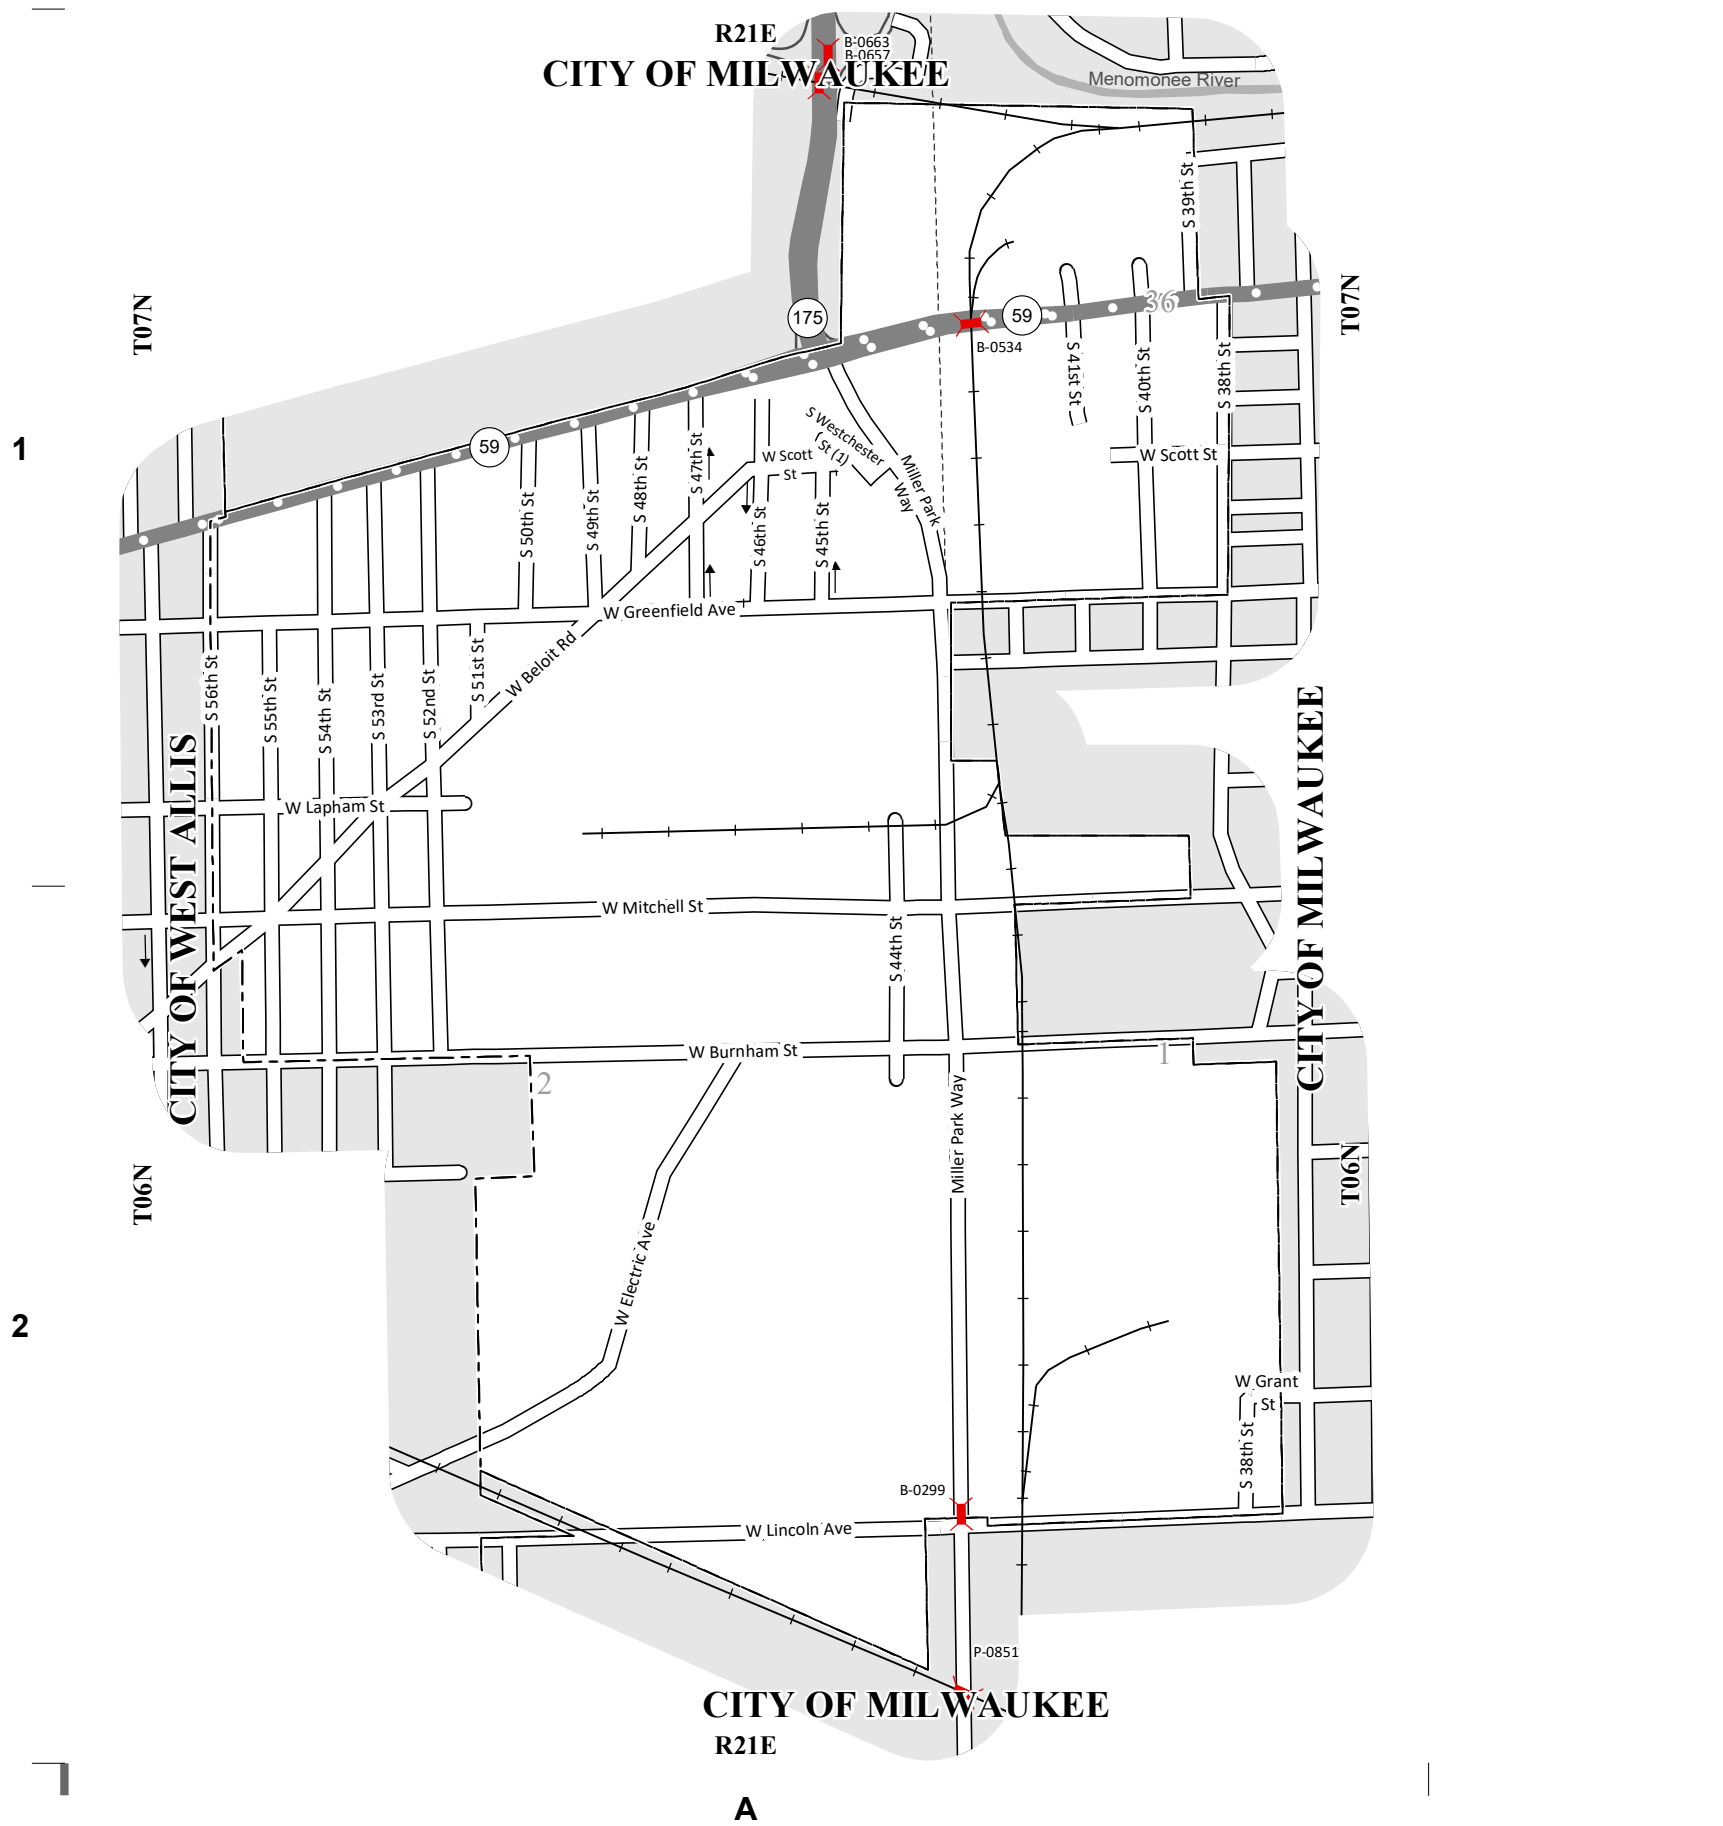 R21E
B-0663
B-0657
CITY OF MILWAUKEE
Menomonee River
S 39th St
T07N
T07N
175
59
36
B-0534
S 41st St
S 40th St
S 38th St
1
59
S Westchester
St (1)
W Scott
St
W Scott St
Miller Park
Way
S 50th St
S 49th St
S 48th St
S 47th St
S 46th St
S 45th St
W Greenfield Ave
W Beloit Rd
S 56th St
S 55th St
S 54th St
S 53rd St
S 52nd St
S 51st St
CITY OF WEST ALLIS
CITY OF MILWAUKEE
W Lapham St
W Mitchell St
S 44th St
W Burnham St
1
2
Miller Park Way
T06N
T06N
W Electric Ave
2
W Grant
St
S 38th St
B-0299
W Lincoln Ave
P-0851
CITY OF MILWAUKEE
R21E
A